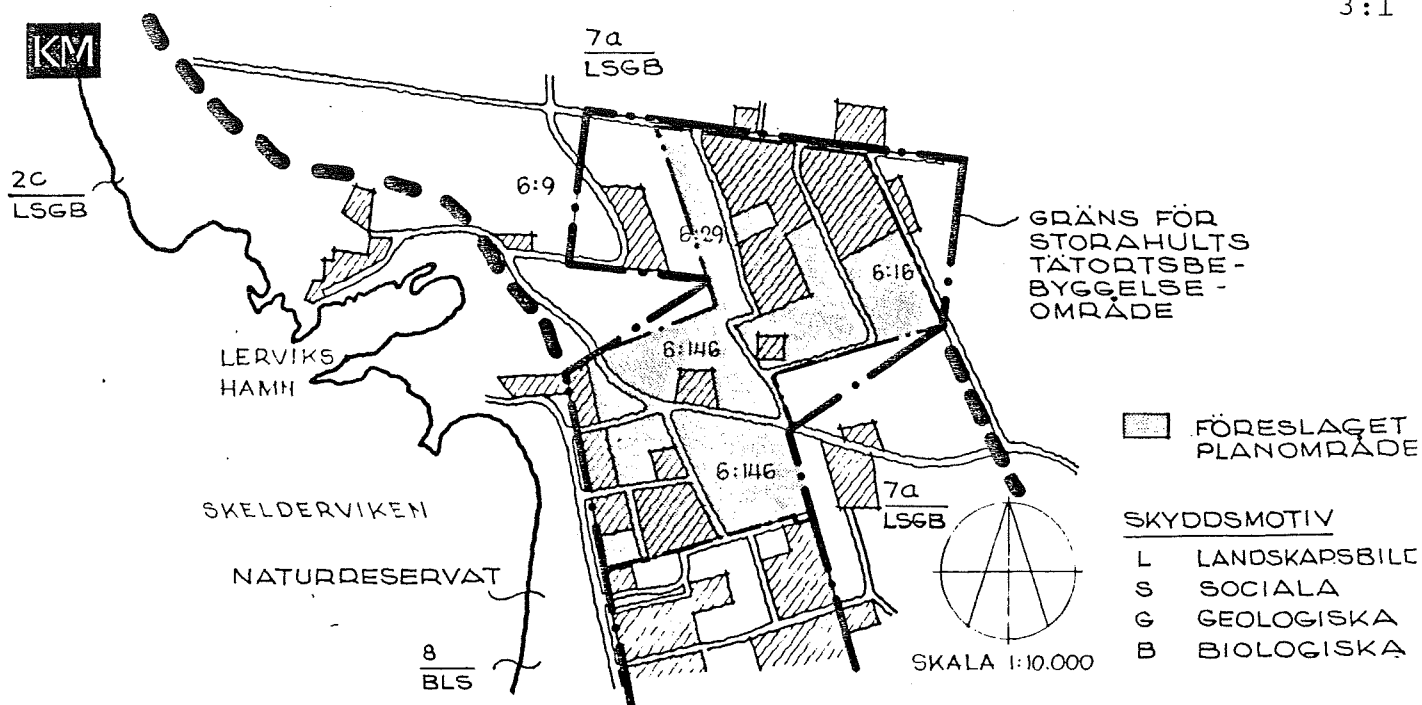 3:1
KM
7a
LSGB
2C
LSGB
6:9
6:29
6:16
GRÄNS FÖR
STORAHULTS
TÄTORTSBE-
BYGGELSE-
OMRÅDE
LERVIKS
HAMN
6:146
FÖRESLAGET
PLANOMRÅDE
6:146
7a
LSGB
SKELDERVIKEN
NATURRESERVAT
8
BLS
SKALA 1:10.000
SKYDDSMOTIV
L LANDSKAPSBILD
S SOCIALA
G GEOLOGISKA
B BIOLOGISKA